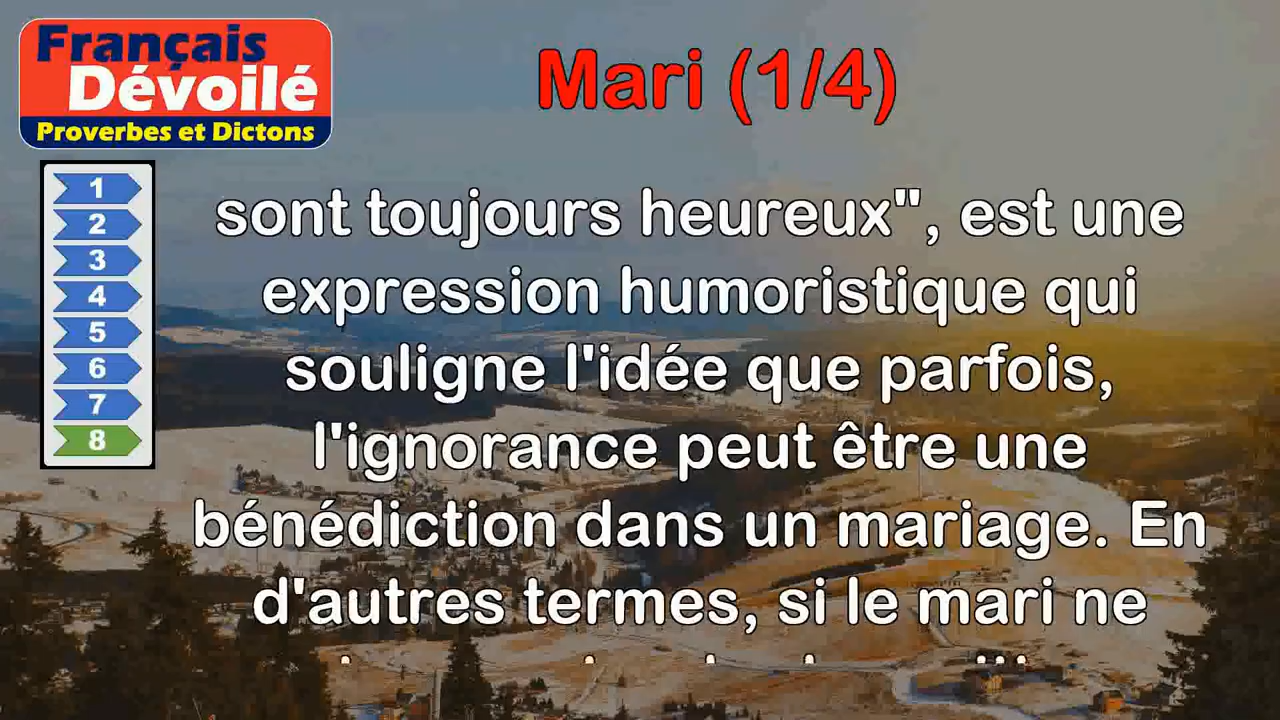 Français
Dévoilé
Proverbes et Dictons
Mari (1/4)
1
2
3
4
5
6
7
8
sont toujours heureux", est une
expression humoristique qui
souligne l'idée que parfois,
l'ignorance peut être une
bénédiction dans un mariage. En
d'autres termes, si le mari ne